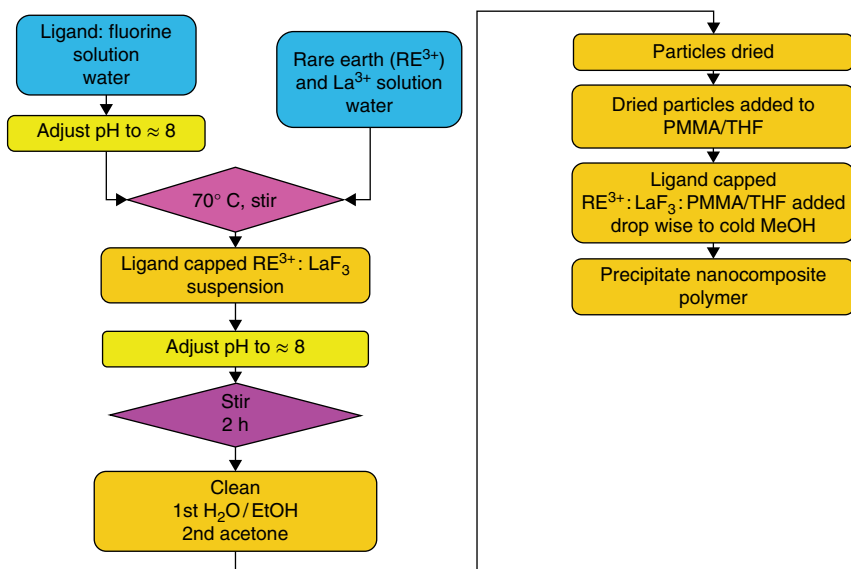 Ligand: fluorine
solution
water
Rare earth (RE³⁺)
and La³⁺ solution
water
Adjust pH to ≈ 8
70° C, stir
Ligand capped RE³⁺: LaF₃
suspension
Adjust pH to ≈ 8
Stir
2 h
Clean
1st H₂O/EtOH
2nd acetone
Particles dried
Dried particles added to
PMMA/THF
Ligand capped
RE³⁺:LaF₃:PMMA/THF added
drop wise to cold MeOH
Precipitate nanocomposite
polymer